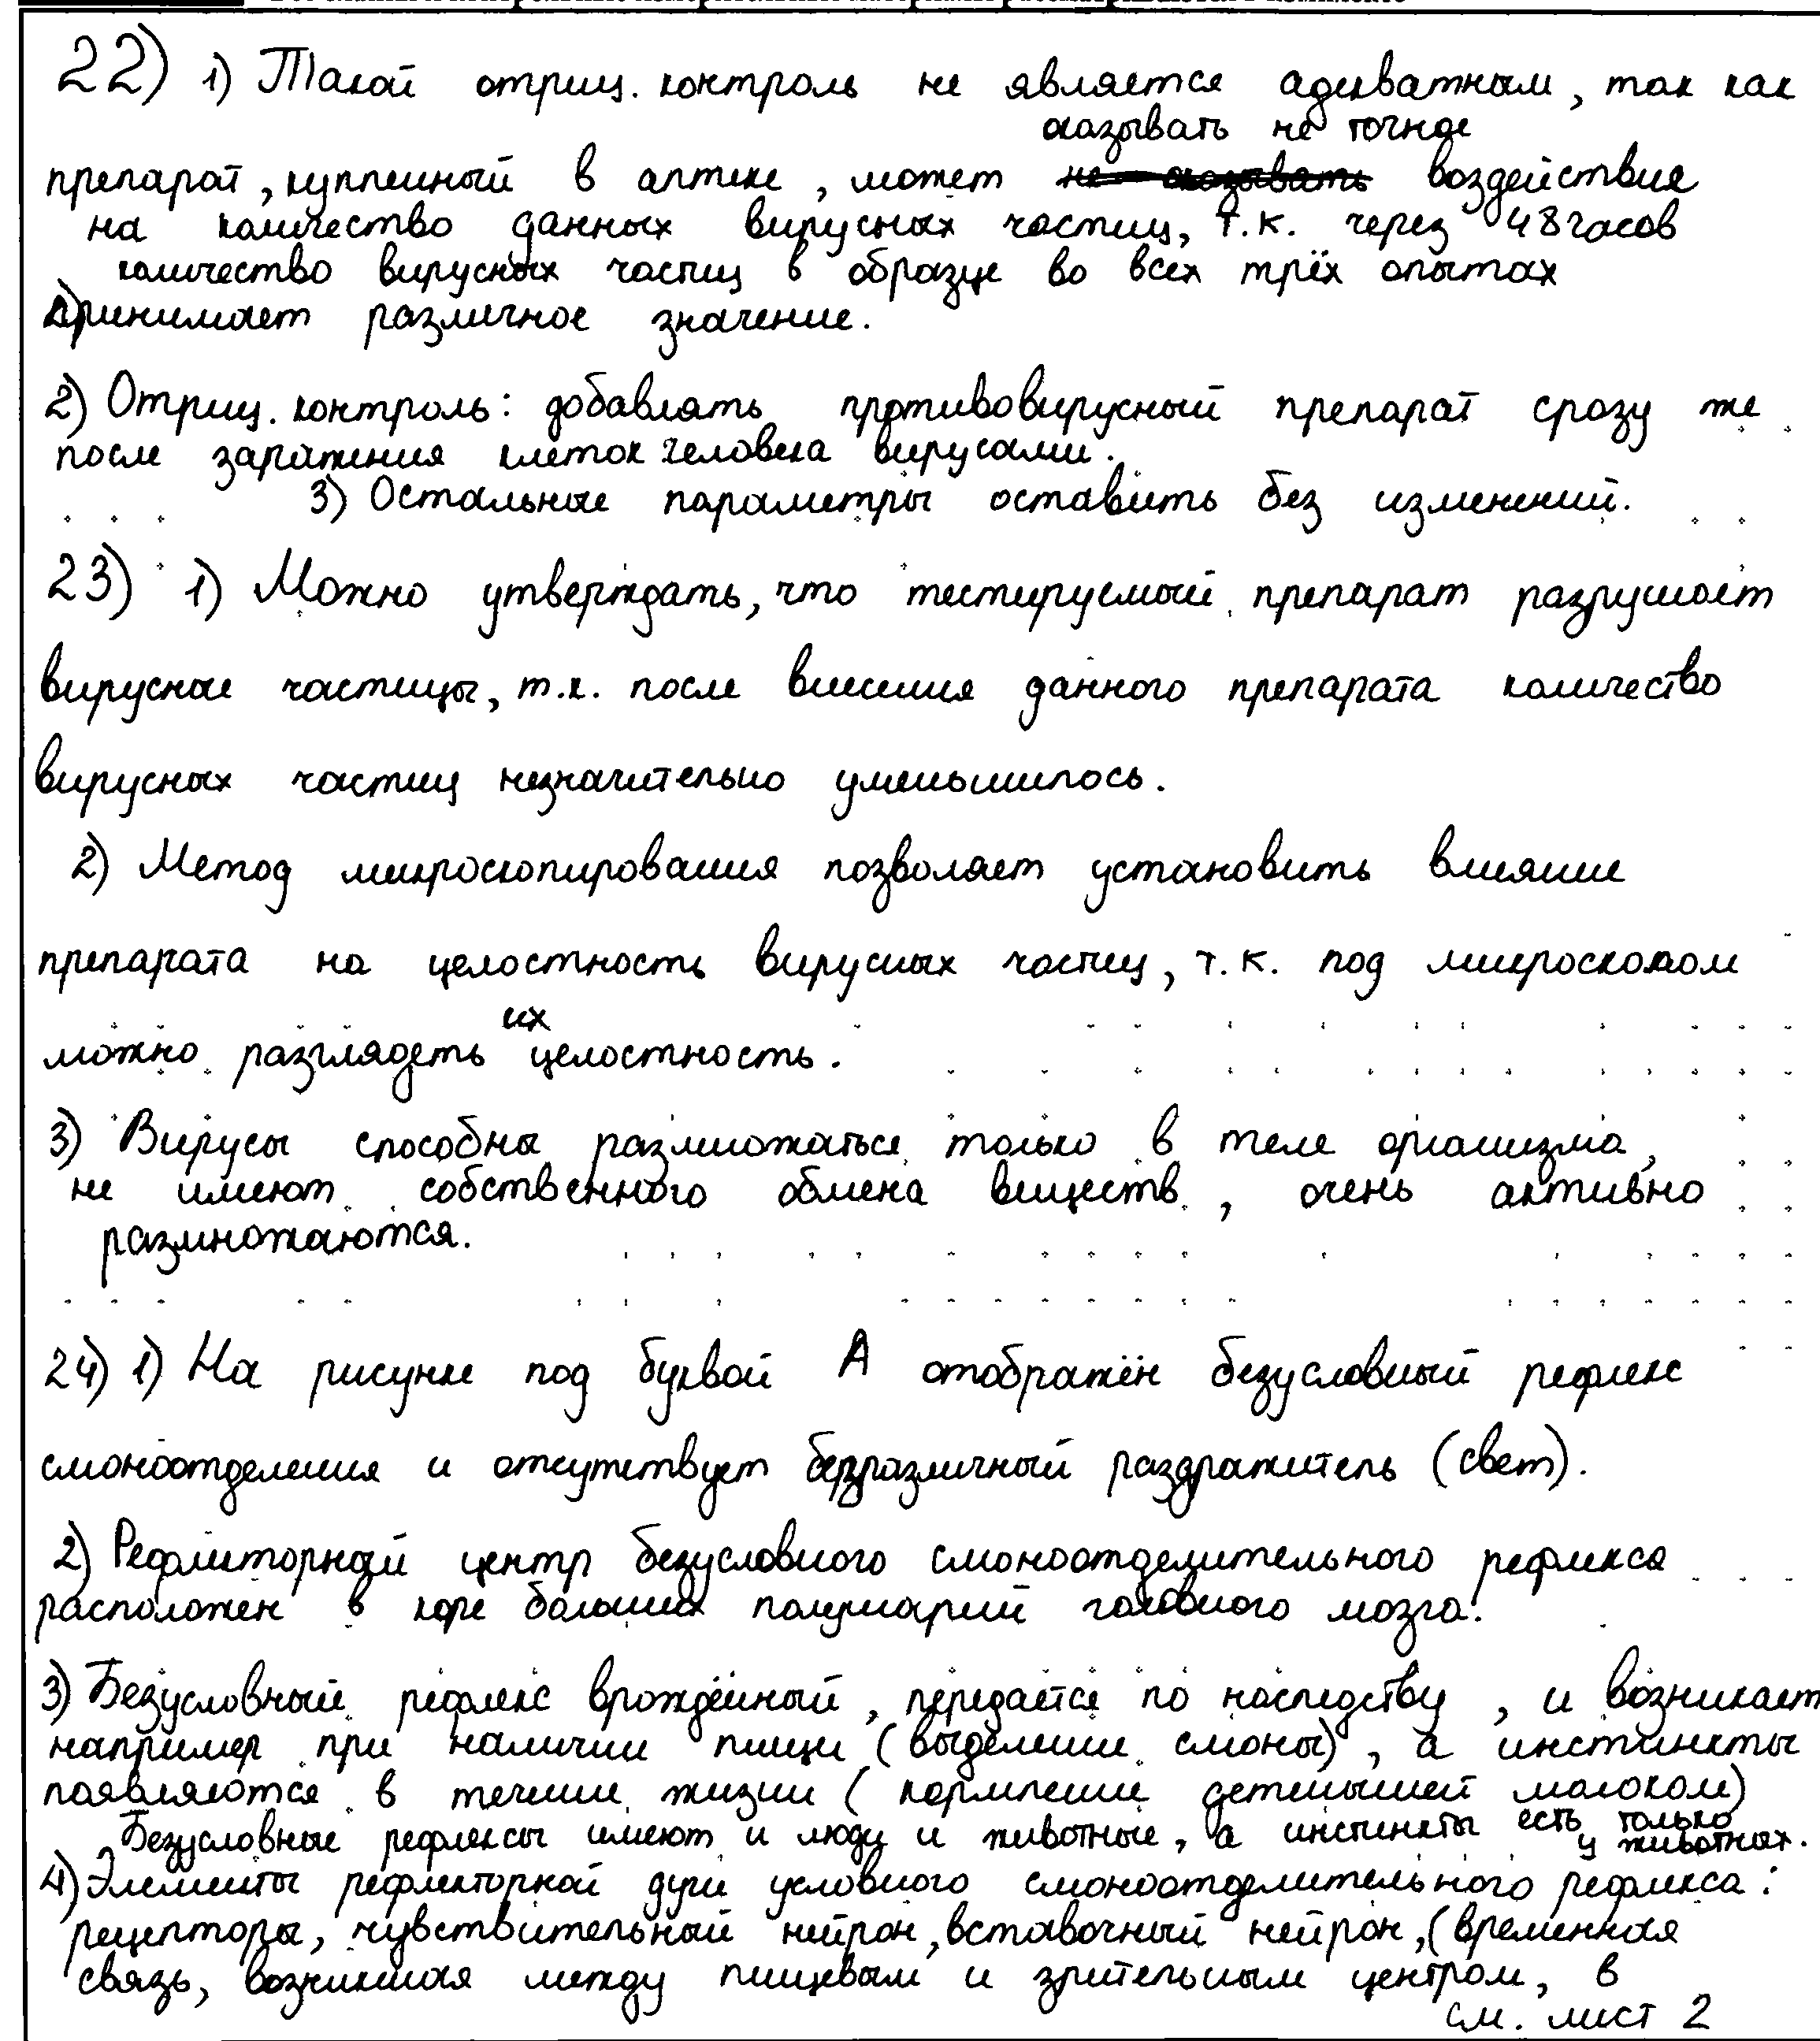 22) 1) Такой отриц. контроль не является адекватным, так как
оказывать не точное
препарат, купленный в аптеке, может воздействие
на количество данных вирусных частиц, т.к. через 48 часов
количество вирусных частиц в образце во всех трёх опытах
принимает различное значение.
2) Отриц. контроль: добавлять противовирусный препарат сразу же
после заражения клеток человека вирусами.
3) Остальные параметры оставить без изменений.
23) 1) Можно утверждать, что тестируемый препарат разрушает
вирусные частицы, т.к. после внесения данного препарата количество
вирусных частиц незначительно уменьшилось.
2) Метод микроскопирования позволяет установить влияние
препарата на целостность вирусных частиц, т.к. под микроскопом
их
можно разглядеть целостность.
3) Вирусы способны размножаться только в теле организма,
не имеют собственного обмена веществ, очень активно
размножаются.
24) 1) На рисунке под буквой А отображён безусловный рефлекс
слюноотделения и отсутствует безразличный раздражитель (свет).
2) Рефлекторный центр безусловного слюноотделительного рефлекса
расположен в коре больших полушарий головного мозга.
3) Безусловный рефлекс врождённый, передаётся по наследству, и возникает
например при наличии пищи (выделение слюны), а инстинкты
появляются в течение жизни (кормление детёнышей молоком)
Безусловные рефлексы имеют и люди и животные, а инстинкты есть только
у животных.
4) Элементы рефлекторной дуги условного слюноотделительного рефлекса:
рецепторы, чувствительный нейрон, вставочный нейрон, (временная
связь, возникшая между пищевым и зрительным центром, в
см. лист 2